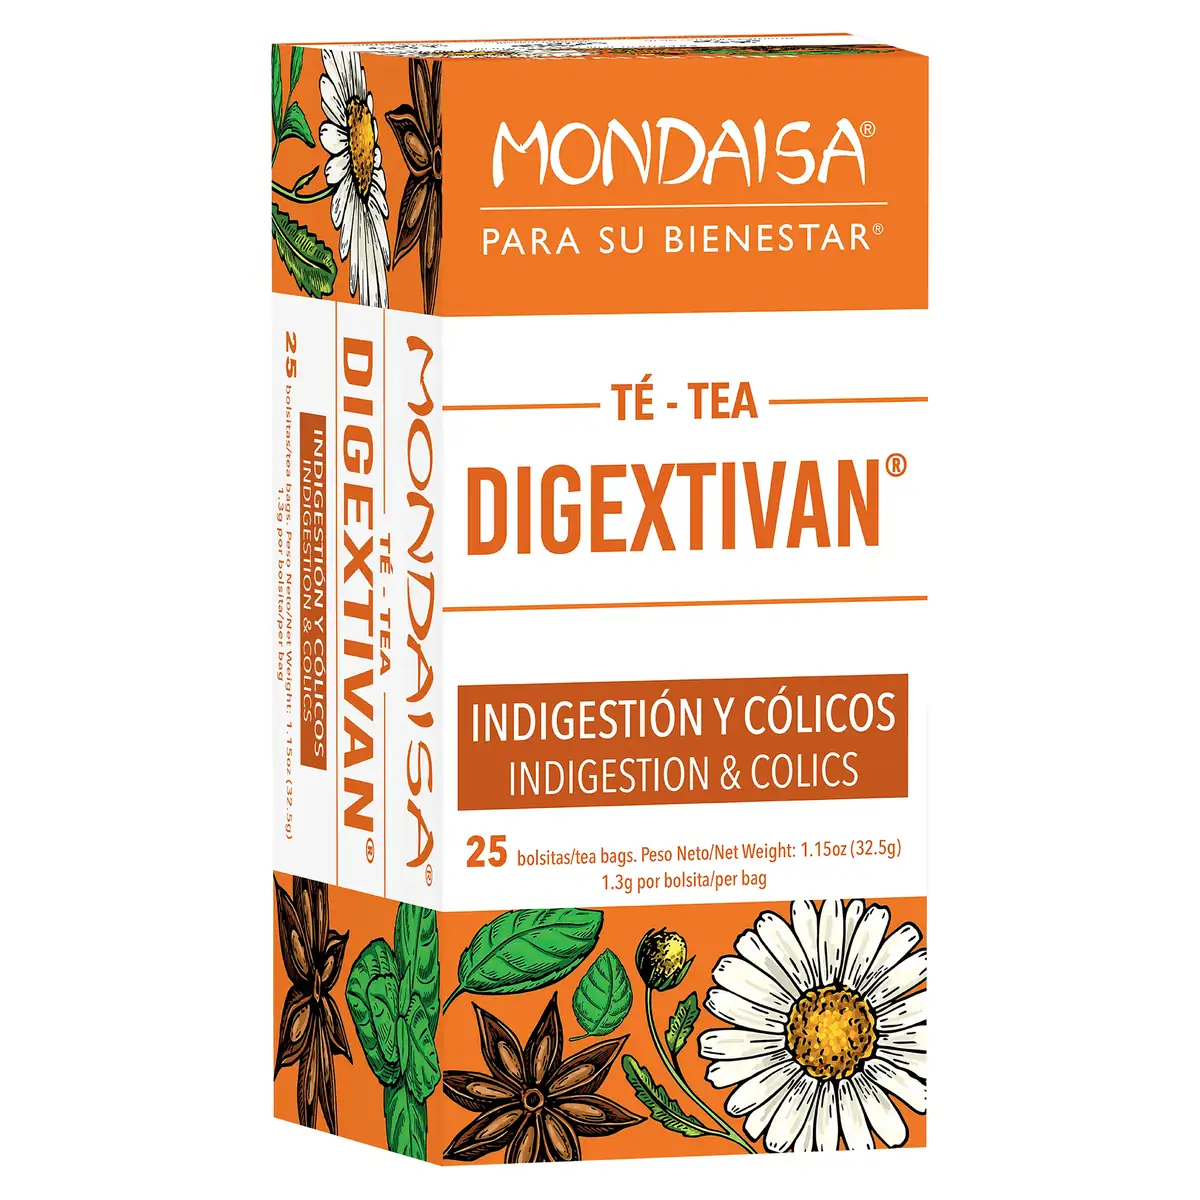 MONDAISA®
PARA SU BIENESTAR®
TÉ - TEA
DIGEXTIVAN®
INDIGESTIÓN Y CÓLICOS
INDIGESTION & COLICS
25 bolsitas/tea bags. Peso Neto/Net Weight: 1.15oz (32.5g)
1.3g por bolsita/per bag
MONDAISA®
TÉ - TEA
DIGEXTIVAN®
INDIGESTIÓN Y CÓLICOS
INDIGESTION & COLICS
25 bolsitas/tea bags. Peso Neto/Net Weight: 1.15oz (32.5g)
1.3g por bolsita/per bag